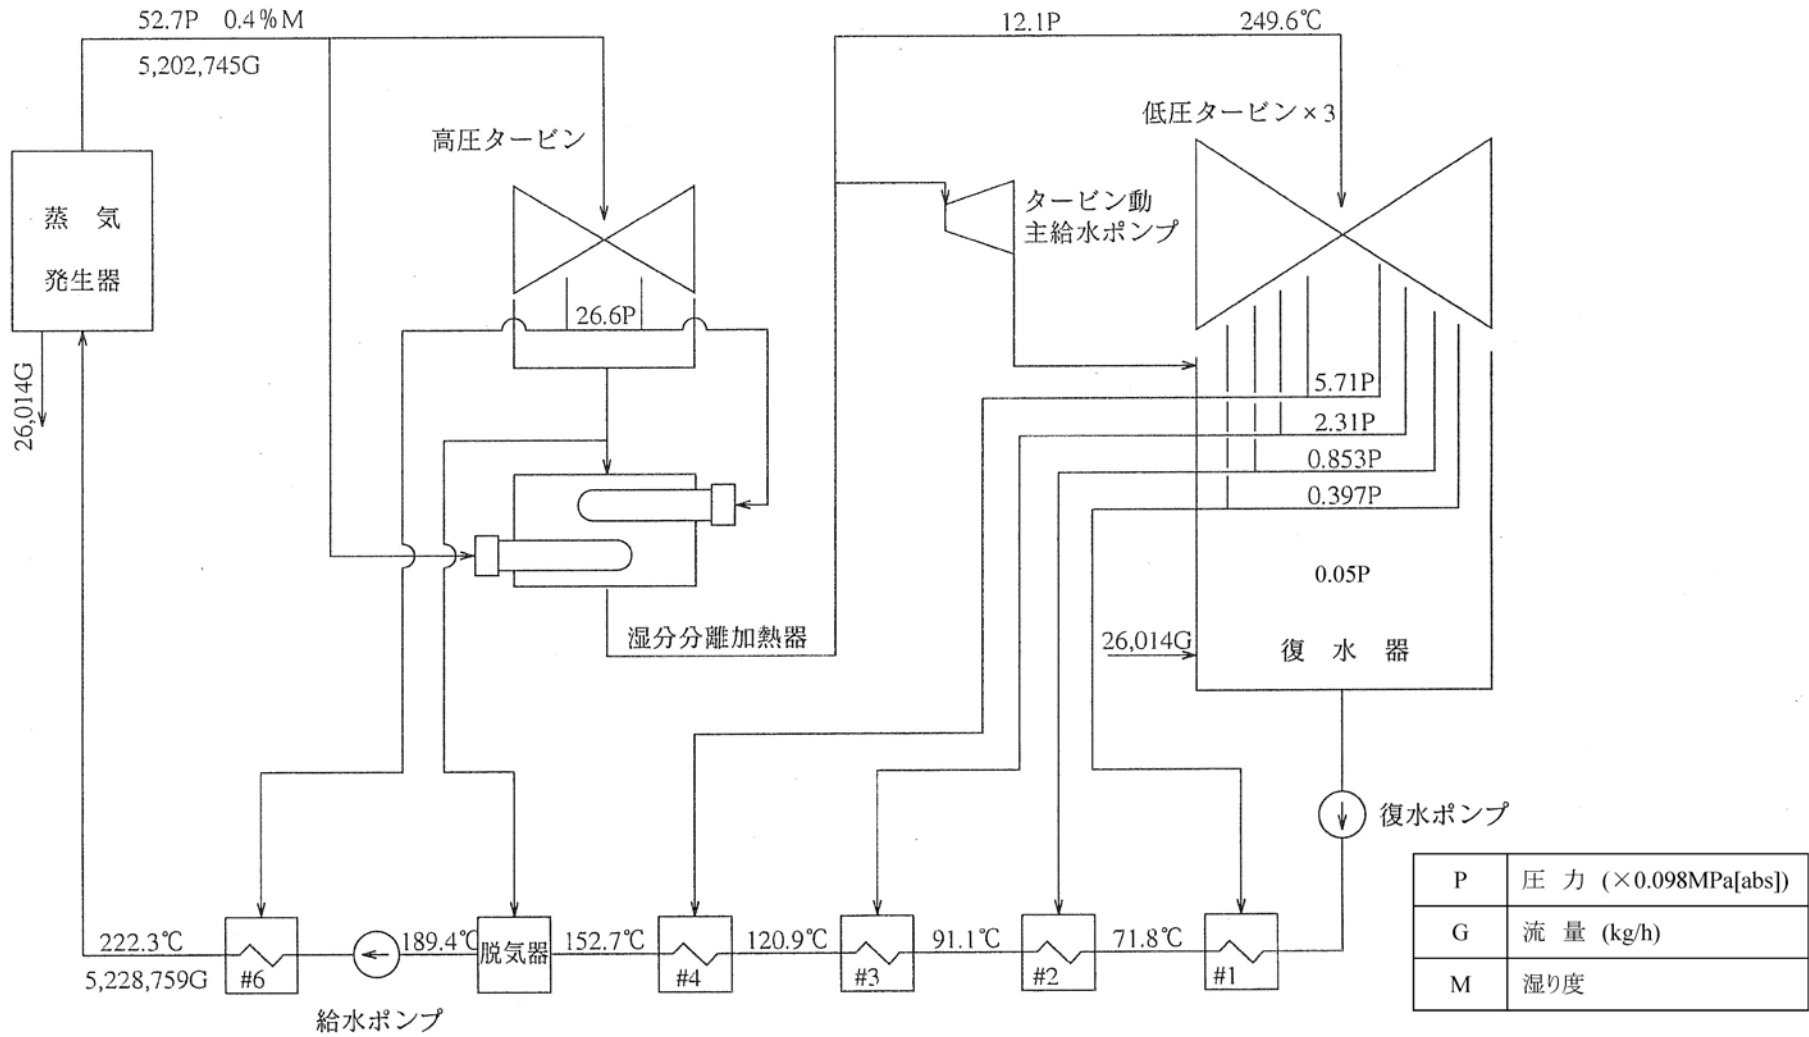 52.7P 0.4%M
5,202,745G
12.1P 249.6℃
高圧タービン
低圧タービン×3
蒸 気
発生器
タービン動
主給水ポンプ
26.6P
26,014G
5.71P
2.31P
0.853P
0.397P
0.05P
湿分分離加熱器
26,014G
復 水 器
復水ポンプ
222.3℃
5,228,759G
#6
189.4℃
脱気器
152.7℃
#4
120.9℃
#3
91.1℃
#2
71.8℃
#1
給水ポンプ
P 圧 力 (×0.098MPa[abs])
G 流 量 (kg/h)
M 湿り度